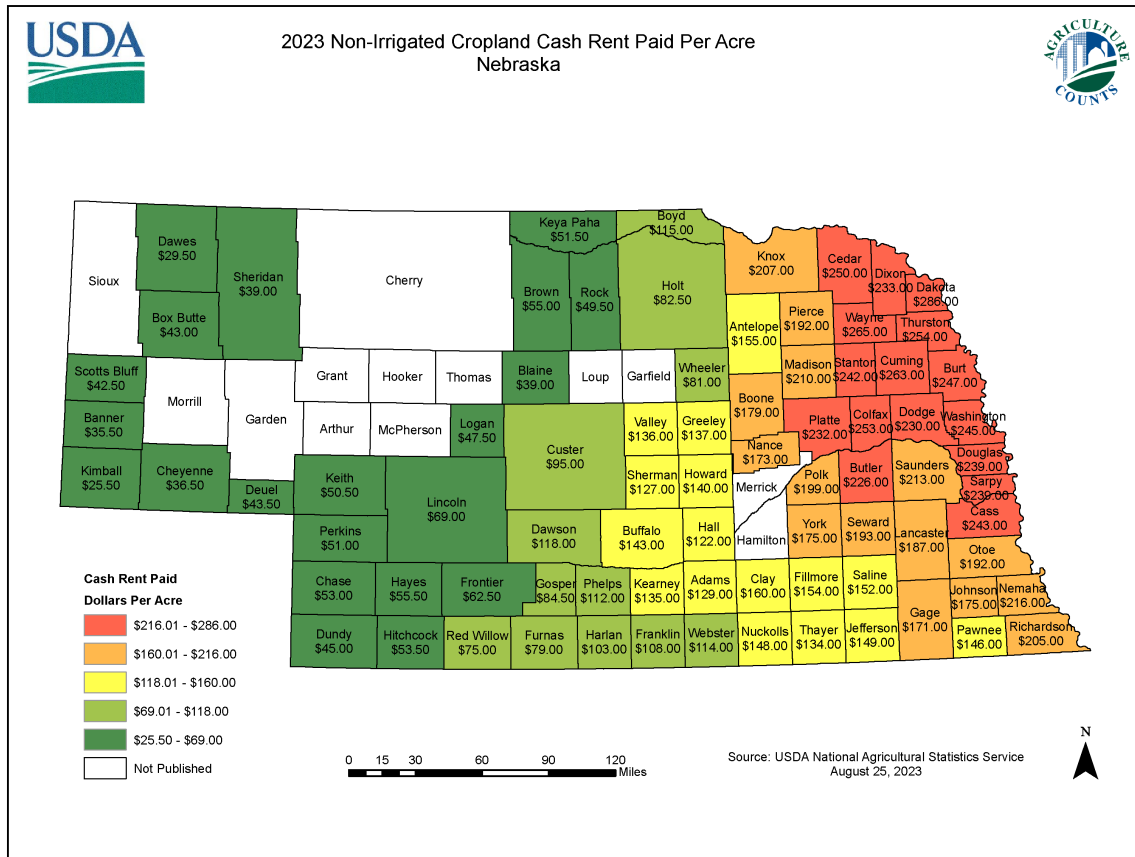 USDA
2023 Non-Irrigated Cropland Cash Rent Paid Per Acre
Nebraska
AGRICULTURE
COUNTS
Sioux
Dawes
$29.50
Sheridan
$39.00
Box Butte
$43.00
Cherry
Keya Paha
$51.50
Boyd
$115.00
Brown
$55.00
Rock
$49.50
Holt
$82.50
Knox
$207.00
Cedar
$250.00
Dixon
$233.00
Dakota
$286.00
Antelope
$155.00
Pierce
$192.00
Wayne
$265.00
Thurston
$254.00
Scotts Bluff
$42.50
Morrill
Garden
Grant
Hooker
Thomas
Blaine
$39.00
Loup
Garfield
Wheeler
$81.00
Madison
$210.00
Stanton
$242.00
Cuming
$263.00
Burt
$247.00
Banner
$35.50
Arthur
McPherson
Logan
$47.50
Custer
$95.00
Valley
$136.00
Greeley
$137.00
Boone
$179.00
Platte
$232.00
Colfax
$253.00
Dodge
$230.00
Washington
$245.00
Nance
$173.00
Kimball
$25.50
Cheyenne
$36.50
Deuel
$43.50
Keith
$50.50
Lincoln
$69.00
Sherman
$127.00
Howard
$140.00
Merrick
Polk
$199.00
Butler
$226.00
Saunders
$213.00
Douglas
$239.00
Sarpy
$239.00
Cass
$243.00
Perkins
$51.00
Dawson
$118.00
Buffalo
$143.00
Hall
$122.00
Hamilton
York
$175.00
Seward
$193.00
Lancaster
$187.00
Otoe
$192.00
Chase
$53.00
Hayes
$55.50
Frontier
$62.50
Gosper
$84.50
Phelps
$112.00
Kearney
$135.00
Adams
$129.00
Clay
$160.00
Fillmore
$154.00
Saline
$152.00
Gage
$171.00
Johnson
$175.00
Nemaha
$216.00
Dundy
$45.00
Hitchcock
$53.50
Red Willow
$75.00
Furnas
$79.00
Harlan
$103.00
Franklin
$108.00
Webster
$114.00
Nuckolls
$148.00
Thayer
$134.00
Jefferson
$149.00
Pawnee
$146.00
Richardson
$205.00
Cash Rent Paid
Dollars Per Acre
$216.01 - $286.00
$160.01 - $216.00
$118.01 - $160.00
$69.01 - $118.00
$25.50 - $69.00
Not Published
0 15 30 60 90 120
Miles
Source: USDA National Agricultural Statistics Service
August 25, 2023
N